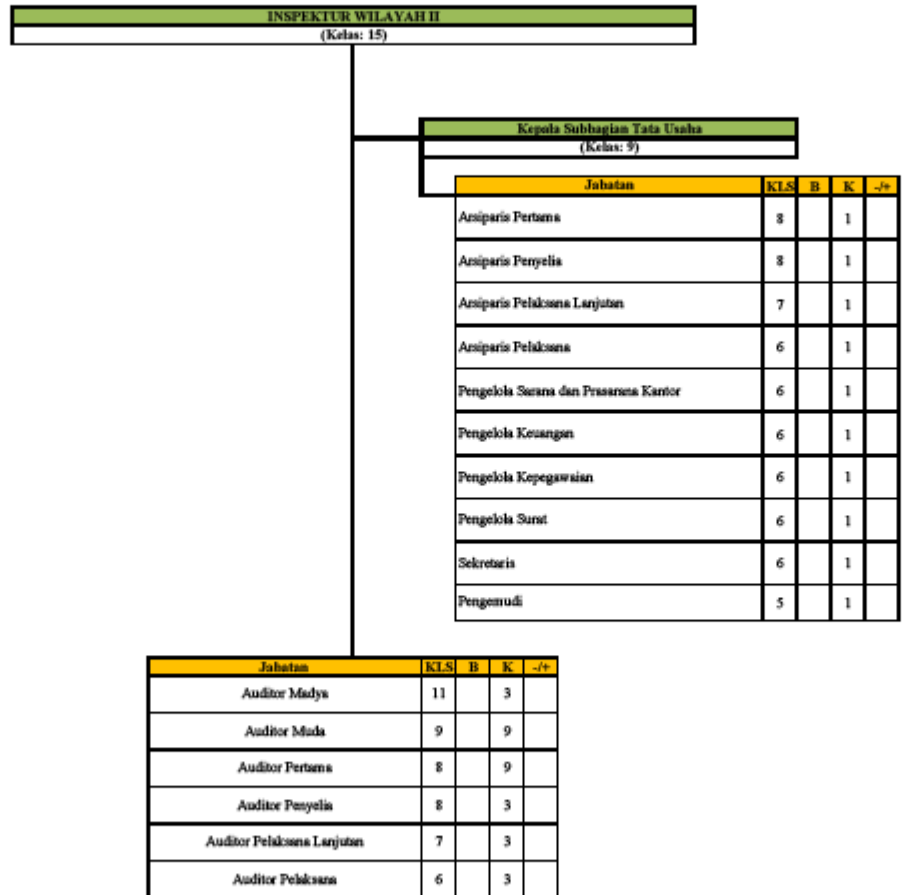 INSPEKTUR WILAYAH II
(Kelas: 15)
Kepala Subbagian Tata Usaha
(Kelas: 9)
Jabatan KLS B K -/+
Arsiparis Pertama 8 1
Arsiparis Penyelia 8 1
Arsiparis Pelaksana Lanjutan 7 1
Arsiparis Pelaksana 6 1
Pengelola Sarana dan Prasarana Kantor 6 1
Pengelola Keuangan 6 1
Pengelola Kepegawaian 6 1
Pengelola Surat 6 1
Sekretaris 6 1
Pengemudi 5 1
Jabatan KLS B K -/+
Auditor Madya 11 3
Auditor Muda 9 9
Auditor Pertama 8 9
Auditor Penyelia 8 3
Auditor Pelaksana Lanjutan 7 3
Auditor Pelaksana 6 3